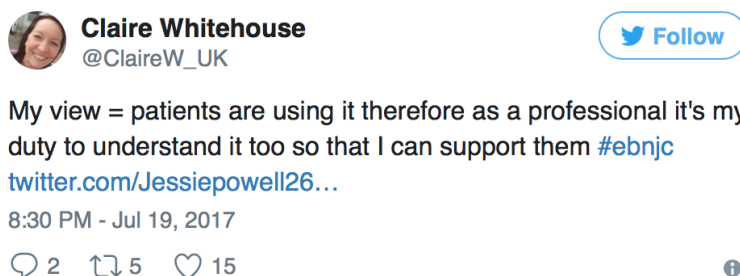 Claire Whitehouse
@ClaireW_UK
Follow
My view = patients are using it therefore as a professional it's my
duty to understand it too so that I can support them #ebnjc
twitter.com/Jessiepowell26...
8:30 PM - Jul 19, 2017
2 5 15